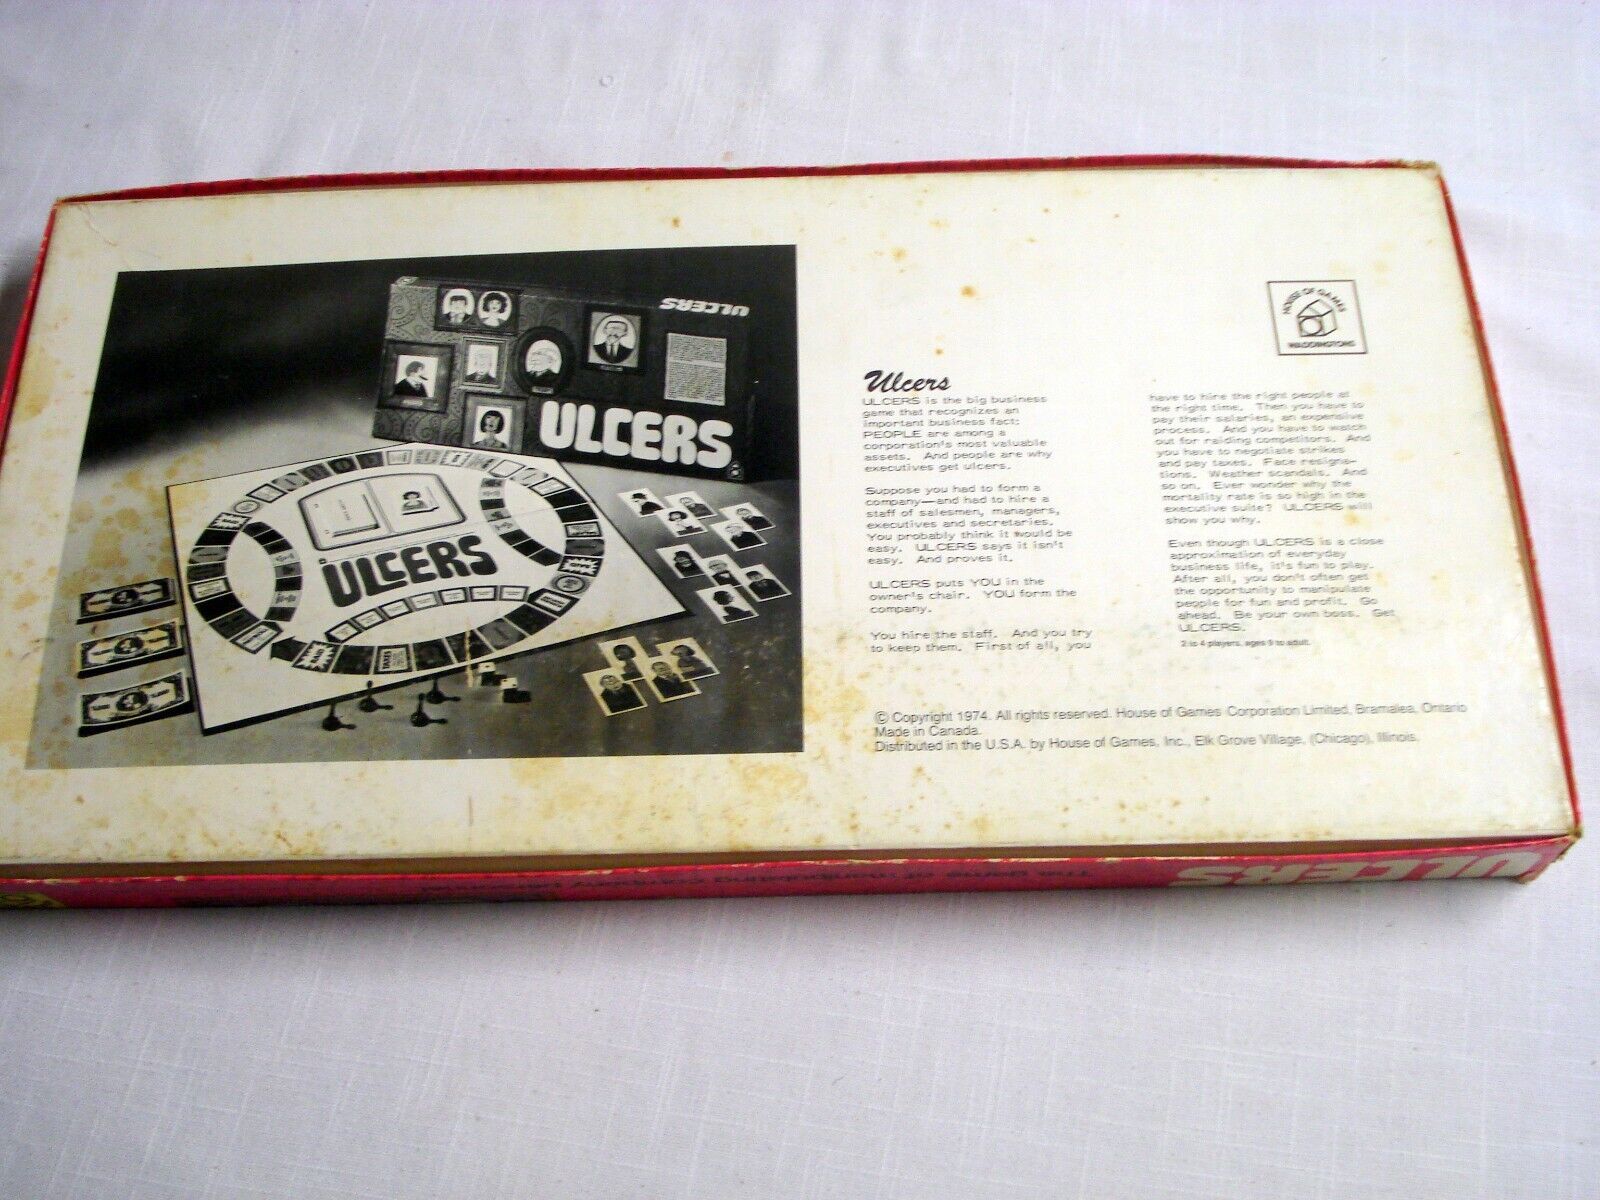 ULCERS
ULCERS
ULCERS
TAXES
HOUSE OF GAMES
WADDINGTONS
Ulcers
ULCERS is the big business
game that recognizes an
important business fact:
PEOPLE are among a
corporation's most valuable
assets. And people are why
executives get ulcers.
Suppose you had to form a
company—and had to hire a
staff of salesmen, managers,
executives and secretaries.
You probably think it would be
easy. ULCERS says it isn't
easy. And proves it.
ULCERS puts YOU in the
owner's chair. YOU form the
company.
You hire the staff. And you try
to keep them. First of all, you
have to hire the right people at
the right time. Then you have to
pay their salaries, an expensive
process. And you have to watch
out for raiding competitors. And
you have to negotiate strikes
and pay taxes. Face resigna-
tions. Weather scandals. And
so on. Ever wonder why the
mortality rate is so high in the
executive suite? ULCERS will
show you why.
Even though ULCERS is a close
approximation of everyday
business life, it's fun to play.
After all, you don't often get
the opportunity to manipulate
people for fun and profit. Go
ahead. Be your own boss. Get
ULCERS.
2 to 4 players, ages 9 to adult.
© Copyright 1974. All rights reserved. House of Games Corporation Limited, Bramalea, Ontario
Made in Canada.
Distributed in the U.S.A. by House of Games, Inc., Elk Grove Village, (Chicago), Illinois.
ULCERS
The game of manipulating company personnel